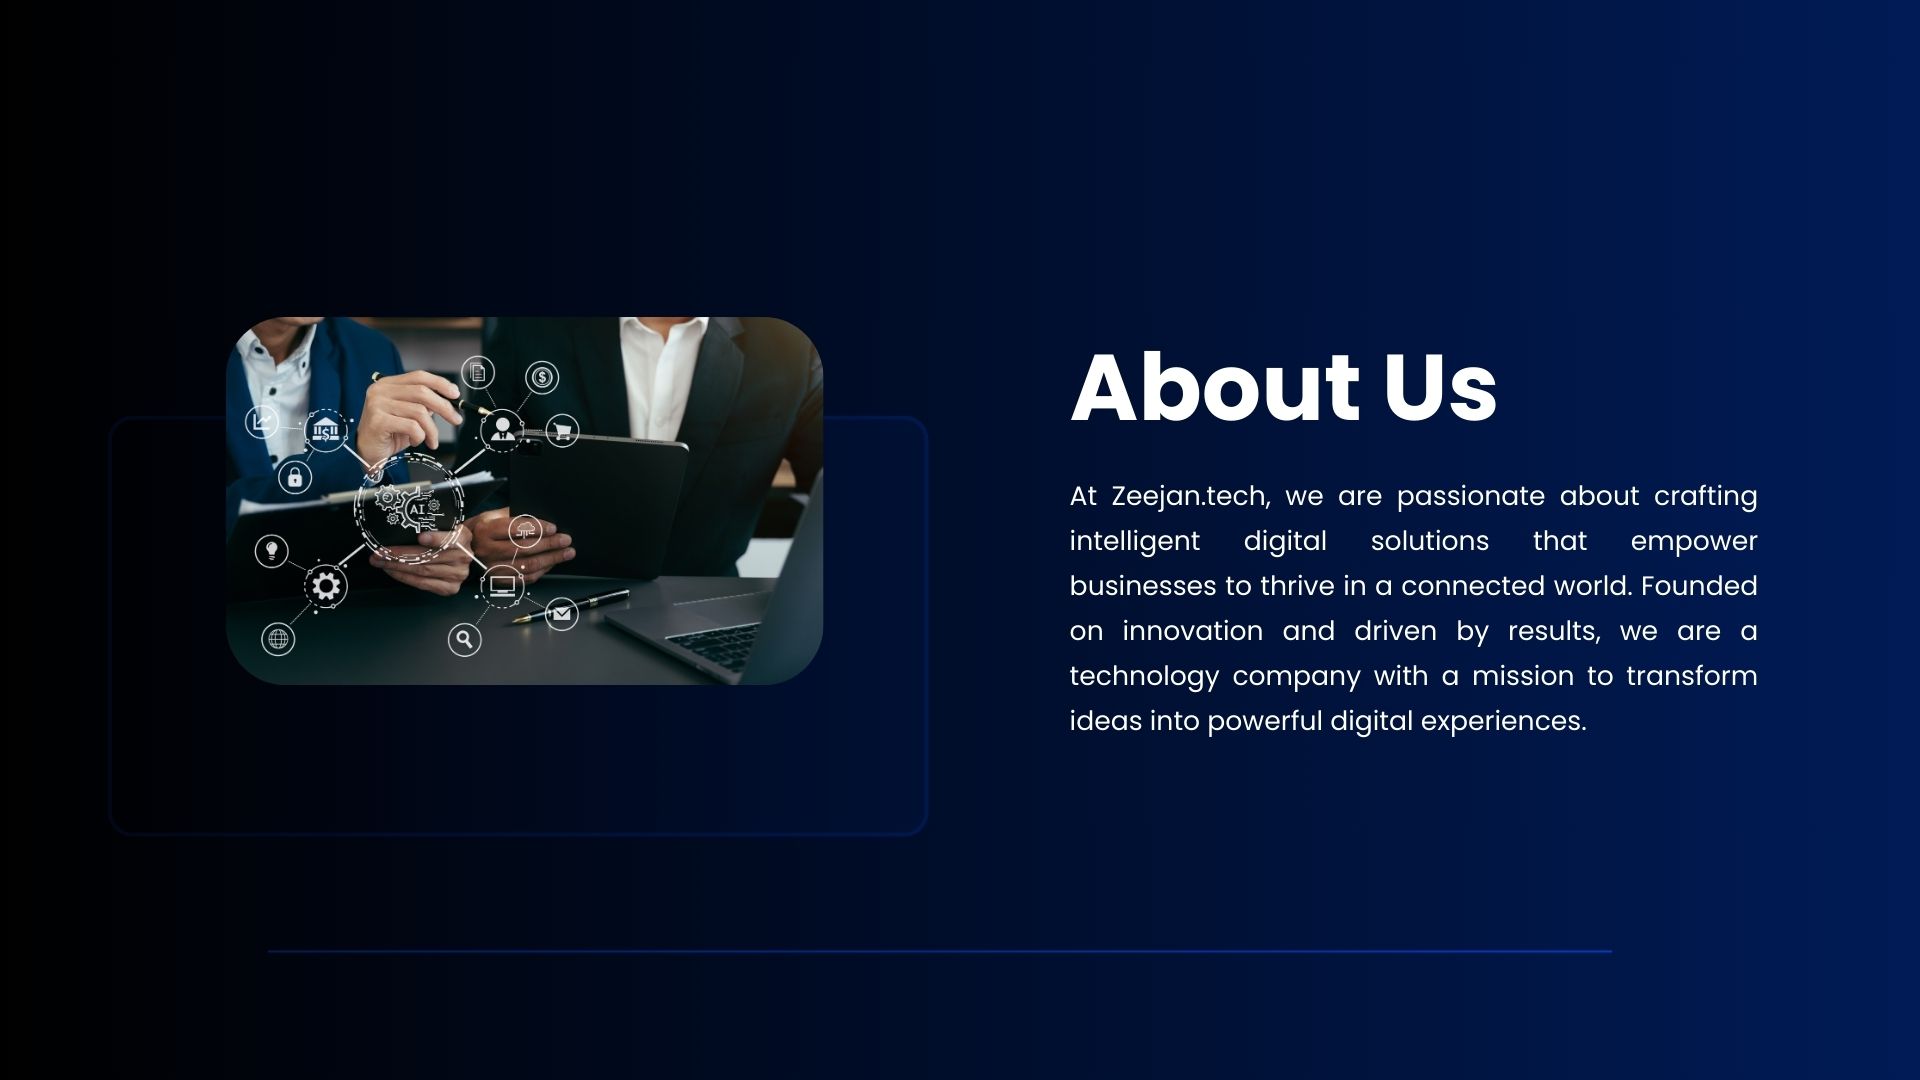 About Us
At Zeejan.tech, we are passionate about crafting
intelligent digital solutions that empower
businesses to thrive in a connected world. Founded
on innovation and driven by results, we are a
technology company with a mission to transform
ideas into powerful digital experiences.
AI